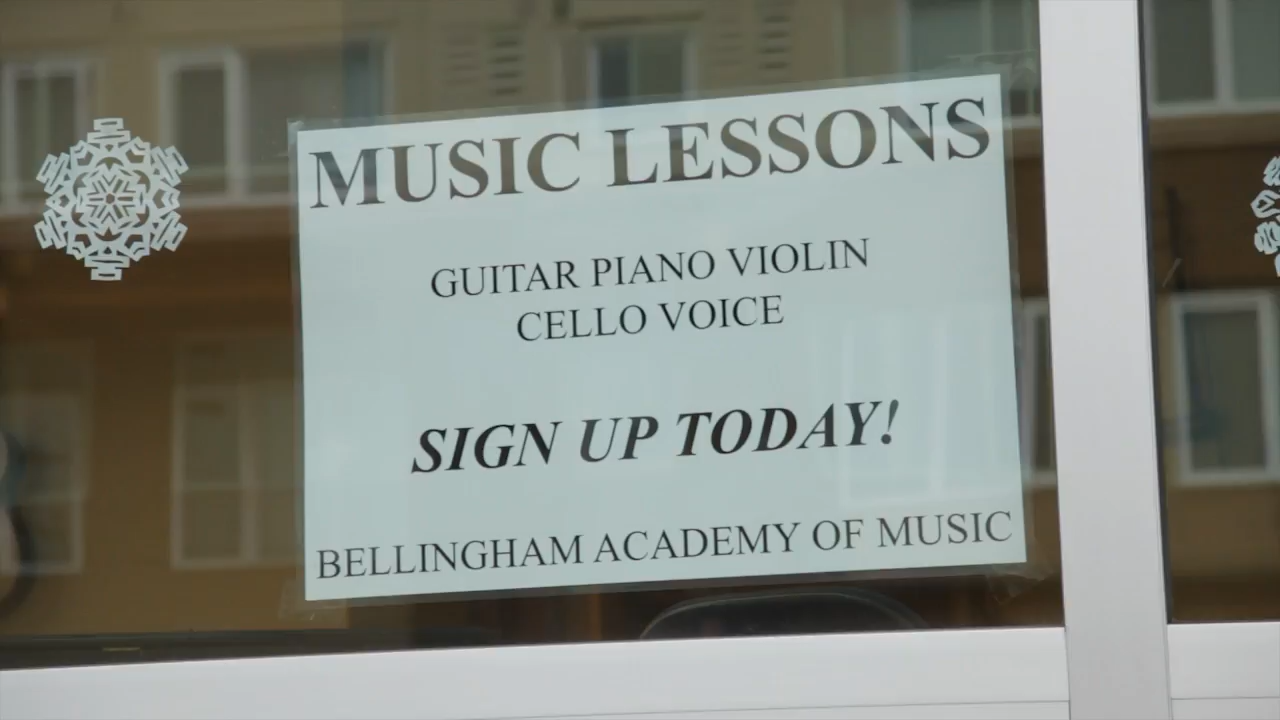 MUSIC LESSONS
GUITAR PIANO VIOLIN
CELLO VOICE
SIGN UP TODAY!
BELLINGHAM ACADEMY OF MUSIC